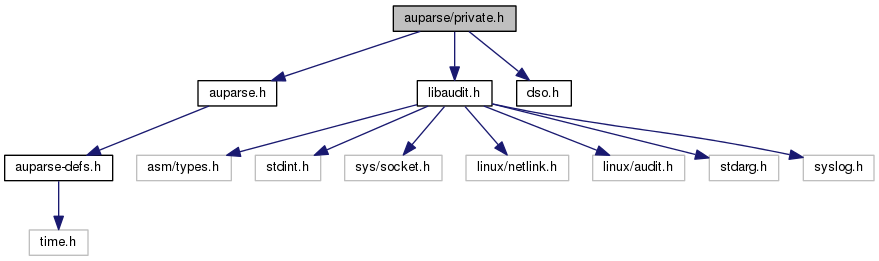 auparse/private.h
auparse.h
libaudit.h
dso.h
auparse-defs.h
asm/types.h
stdint.h
sys/socket.h
linux/netlink.h
linux/audit.h
stdarg.h
syslog.h
time.h